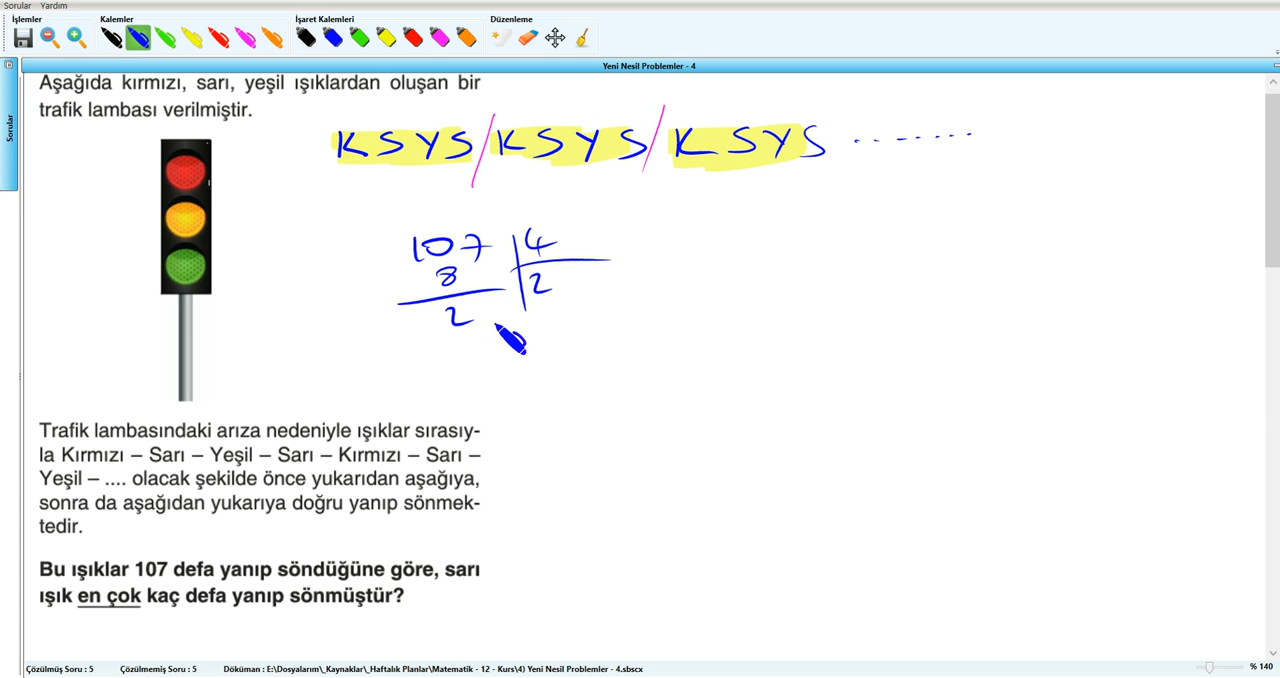 Sorular Yardım
İşlemler Kalemler İşaret Kalemleri Düzenleme
Yeni Nesil Problemler - 4
Sorular
Aşağıda kırmızı, sarı, yeşil ışıklardan oluşan bir
trafik lambası verilmiştir.
K S Y S / K S Y S / K S Y S .......
107 4
8 2
2
Trafik lambasındaki arıza nedeniyle ışıklar sırasıy-
la Kırmızı – Sarı – Yeşil – Sarı – Kırmızı – Sarı –
Yeşil – .... olacak şekilde önce yukarıdan aşağıya,
sonra da aşağıdan yukarıya doğru yanıp sönmek-
tedir.
Bu ışıklar 107 defa yanıp söndüğüne göre, sarı
ışık en çok kaç defa yanıp sönmüştür?
Çözülmüş Soru : 5 Çözülmemiş Soru : 5 Döküman : E:\Dosyalarım\_Kaynaklar\_Haftalık Planlar\Matematik - 12 - Kurs\4) Yeni Nesil Problemler - 4.sbscx % 140